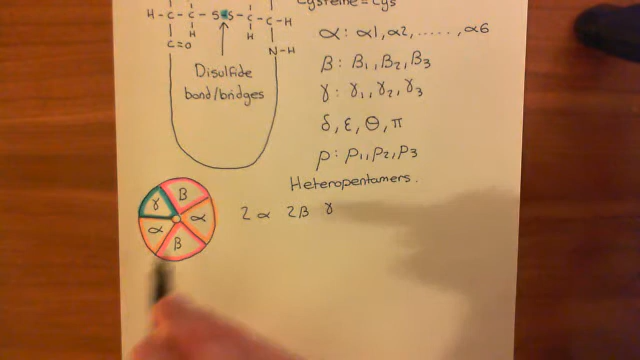 Cysteine = Cys
H-C-C-S-S-C-C-H
H H
C=O N-H
Disulfide
bond/bridges
α: α1, α2, ....., α6
β: β1, β2, β3
γ: γ1, γ2, γ3
δ, ε, θ, π
ρ: ρ1, ρ2, ρ3
Heteropentamers.
γ β
α α
β
2α 2β γ